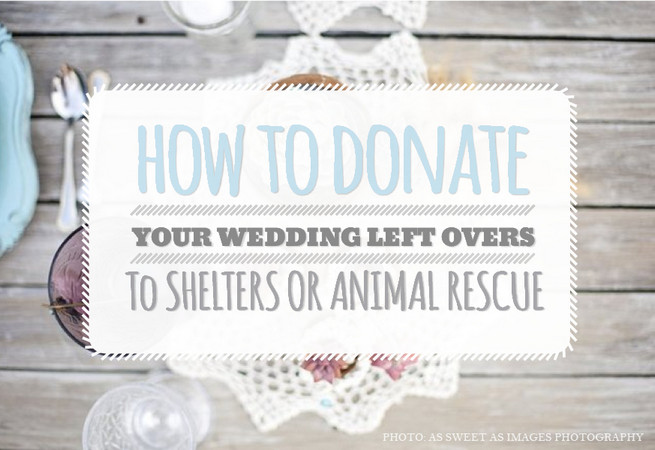 HOW TO DONATE
YOUR WEDDING LEFT OVERS
To SHELTERS OR ANIMAL RESCUE
PHOTO: AS SWEET AS IMAGES PHOTOGRAPHY